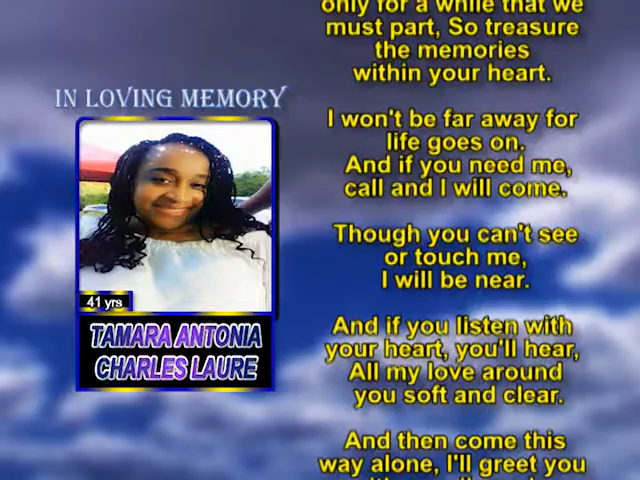 IN LOVING MEMORY
41 yrs
TAMARA ANTONIA
CHARLES LAURE
only for a while that we
must part, So treasure
the memories
within your heart.
I won't be far away for
life goes on.
And if you need me,
call and I will come.
Though you can't see
or touch me,
I will be near.
And if you listen with
your heart, you'll hear,
All my love around
you soft and clear.
And then come this
way alone, I'll greet you